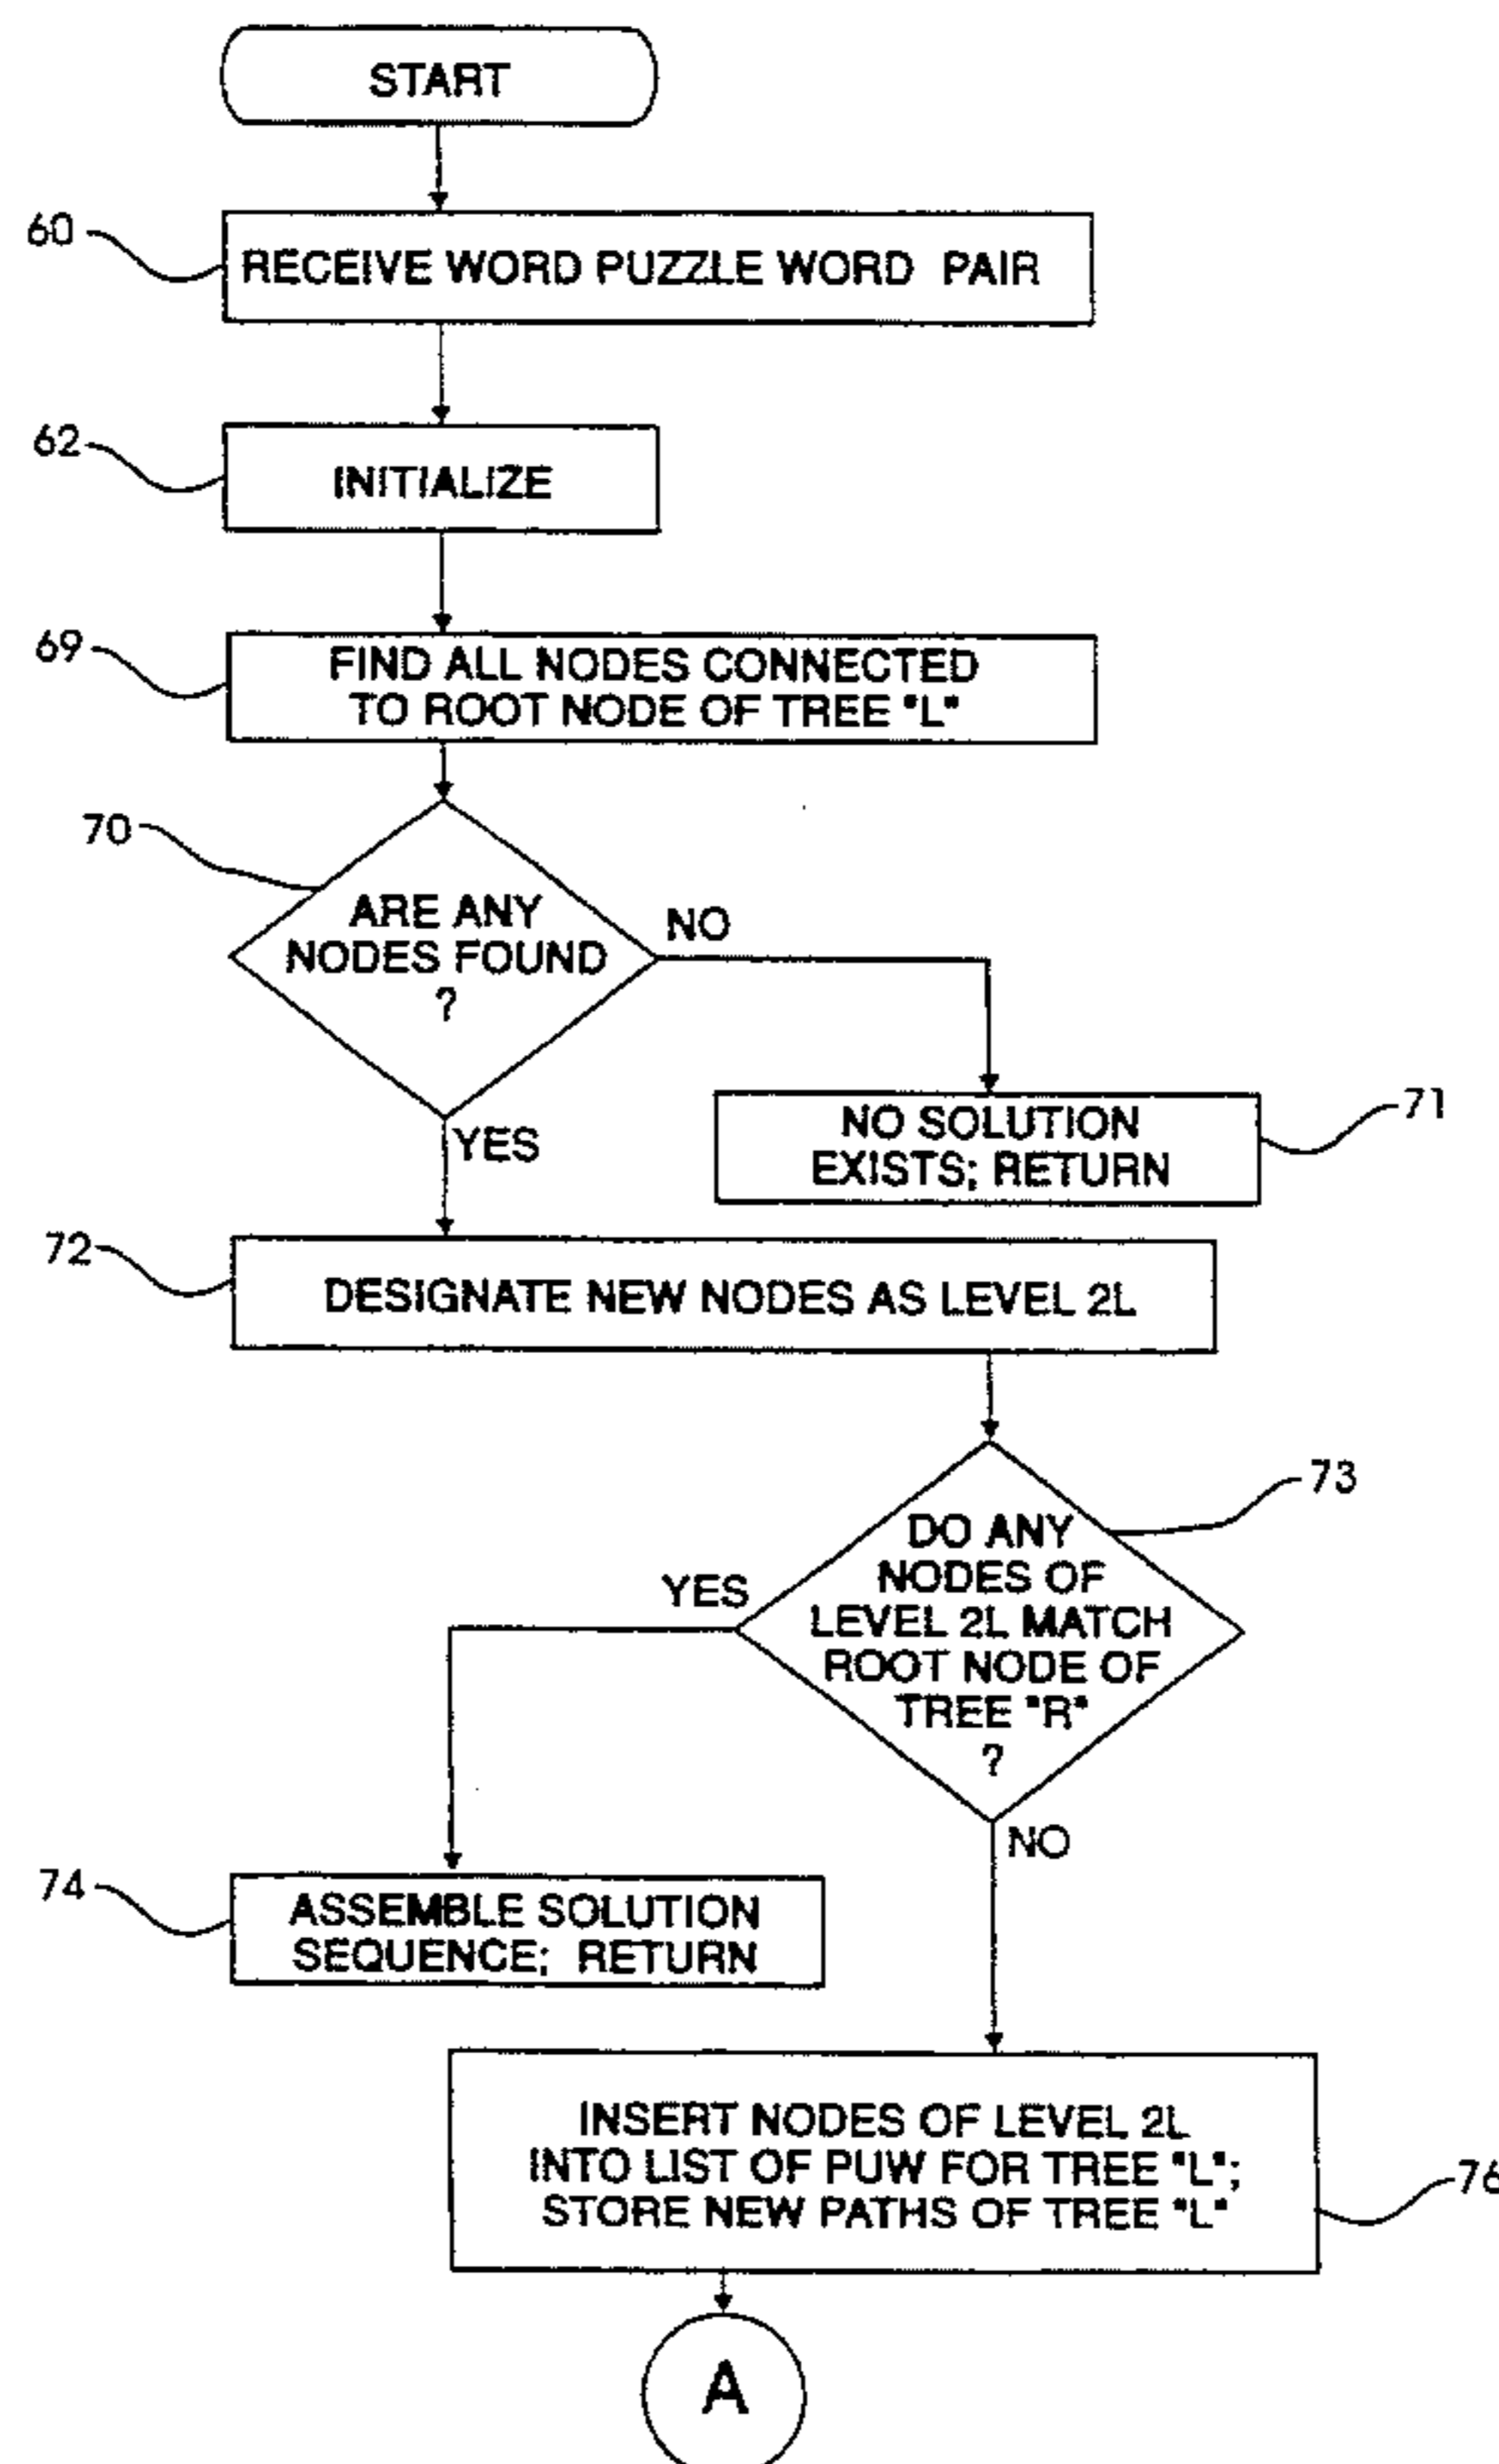 START
60
RECEIVE WORD PUZZLE WORD PAIR
62
INITIALIZE
69
FIND ALL NODES CONNECTED
TO ROOT NODE OF TREE "L"
70
ARE ANY
NODES FOUND
?
NO
YES
NO SOLUTION
EXISTS; RETURN
71
72
DESIGNATE NEW NODES AS LEVEL 2L
73
DO ANY
NODES OF
LEVEL 2L MATCH
ROOT NODE OF
TREE "R"
?
YES
NO
74
ASSEMBLE SOLUTION
SEQUENCE; RETURN
INSERT NODES OF LEVEL 2L
INTO LIST OF PUW FOR TREE "L";
STORE NEW PATHS OF TREE "L"
76
A